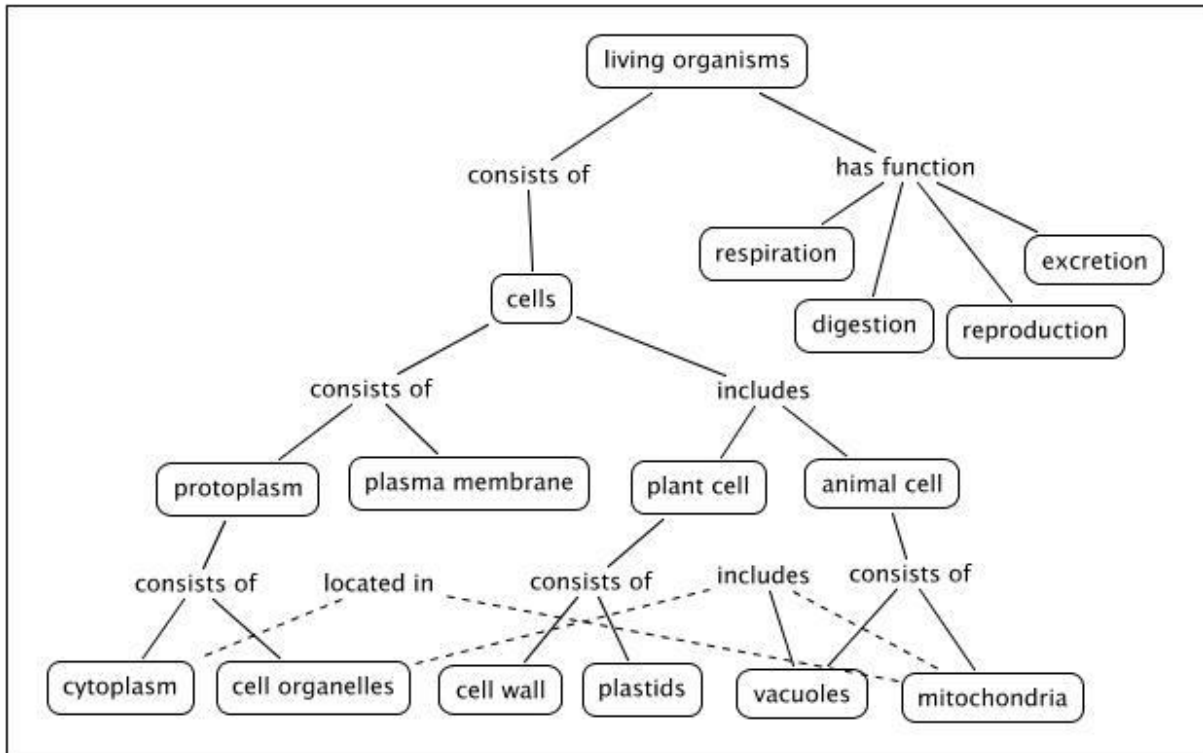 living organisms
consists of
has function
respiration
excretion
cells
digestion
reproduction
consists of
includes
protoplasm
plasma membrane
plant cell
animal cell
consists of
located in
consists of
includes
consists of
cytoplasm
cell organelles
cell wall
plastids
vacuoles
mitochondria